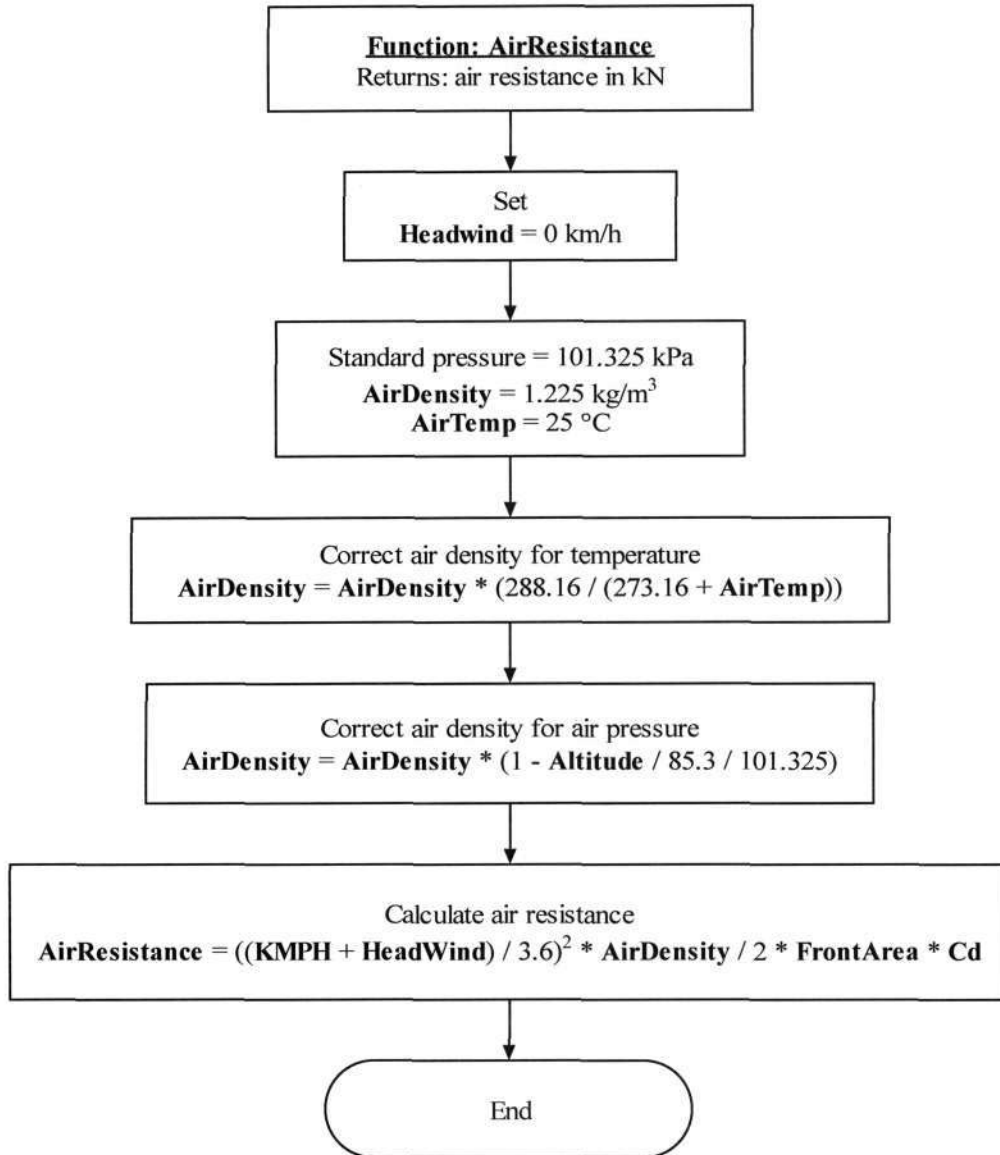 Function: AirResistance
Returns: air resistance in kN
Set
Headwind = 0 km/h
Standard pressure = 101.325 kPa
AirDensity = 1.225 kg/m³
AirTemp = 25 °C
Correct air density for temperature
AirDensity = AirDensity * (288.16 / (273.16 + AirTemp))
Correct air density for air pressure
AirDensity = AirDensity * (1 - Altitude / 85.3 / 101.325)
Calculate air resistance
AirResistance = ((KMPH + HeadWind) / 3.6)² * AirDensity / 2 * FrontArea * Cd
End